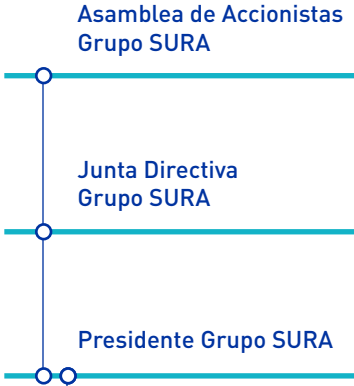 Asamblea de Accionistas
Grupo SURA
Junta Directiva
Grupo SURA
Presidente Grupo SURA